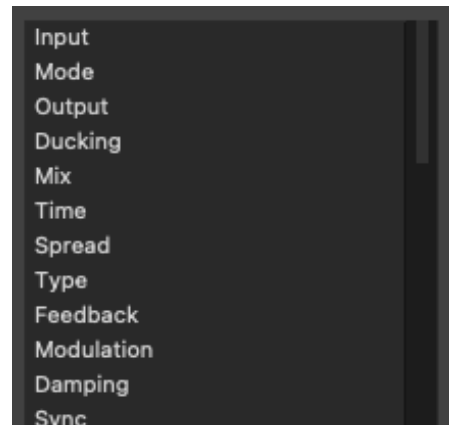 Input
Mode
Output
Ducking
Mix
Time
Spread
Type
Feedback
Modulation
Damping
Sync